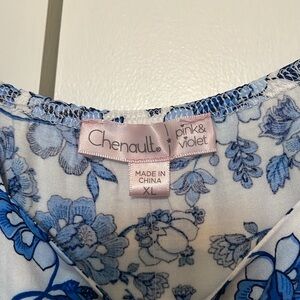 Chenault®
pink&
violet
MADE IN
CHINA
XL